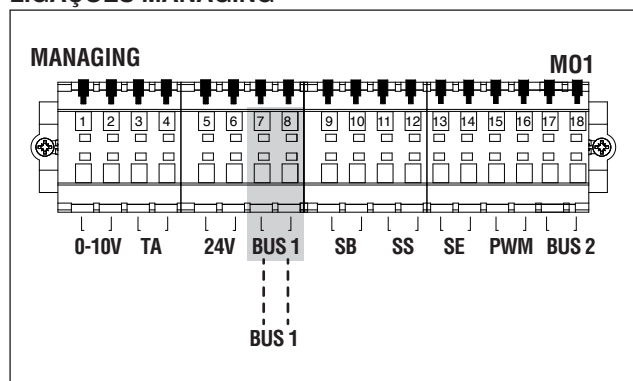 MANAGING
MO1
1 2 3 4 5 6 7 8 9 10 11 12 13 14 15 16 17 18
0-10V TA 24V BUS 1 SB SS SE PWM BUS 2
BUS 1